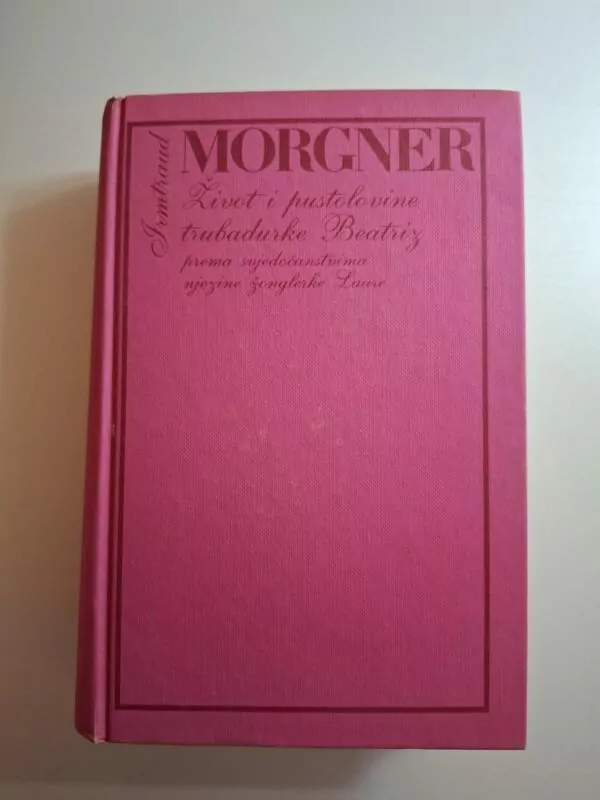 Irmtraud
MORGNER
Život i pustolovine
trubadurke Beatriz
prema svjedočanstvima
njezine žonglerke Laure